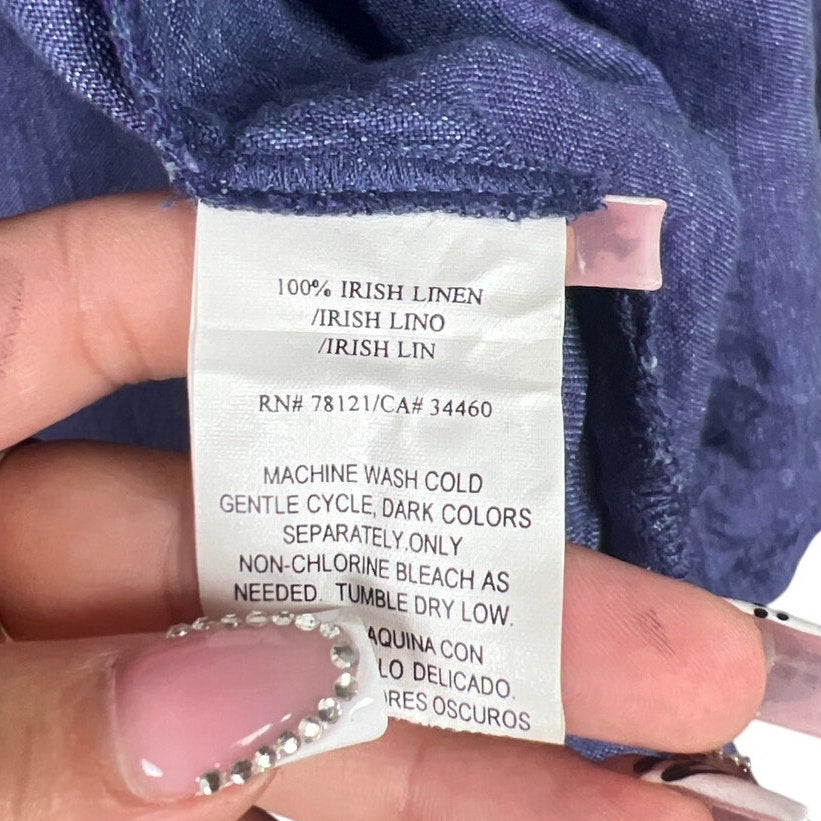 100% IRISH LINEN
/IRISH LINO
/IRISH LIN
RN# 78121/CA# 34460
MACHINE WASH COLD
GENTLE CYCLE, DARK COLORS
SEPARATELY.ONLY
NON-CHLORINE BLEACH AS
NEEDED. TUMBLE DRY LOW.
CON
DELICADO.
OSCUROS